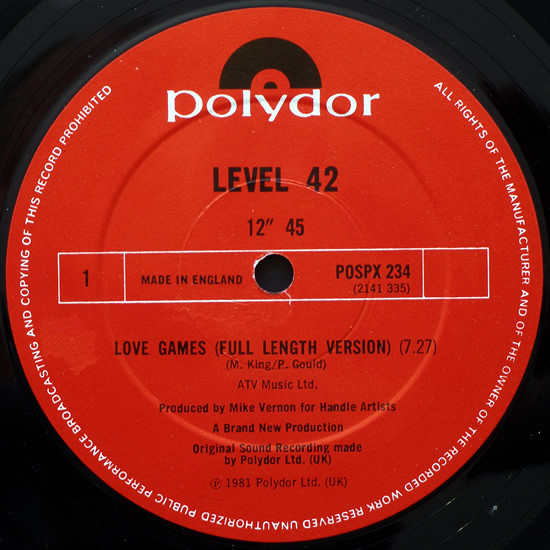 polydor
LEVEL 42
12" 45
1
MADE IN ENGLAND
POSPX 234
(2141 335)
LOVE GAMES (FULL LENGTH VERSION) (7.27)
(M. King/P. Gould)
ATV Music Ltd.
Produced by Mike Vernon for Handle Artists
A Brand New Production
Original Sound Recording made
by Polydor Ltd. (UK)
℗ 1981 Polydor Ltd. (UK)
ALL RIGHTS OF THE MANUFACTURER AND OF THE OWNER OF THE RECORDED WORK RESERVED UNAUTHORIZED PUBLIC PERFORMANCE BROADCASTING AND COPYING OF THIS RECORD PROHIBITED